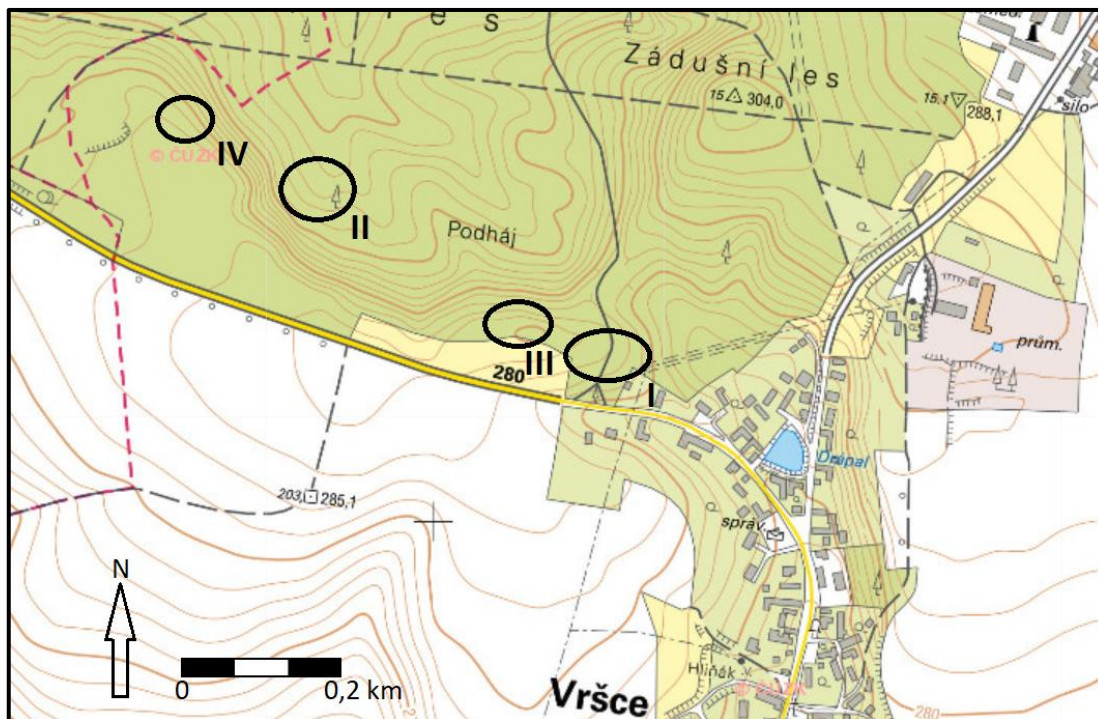 l e s
Zádušní les
15 304,0
15,1 288,1
silo
© ČÚZK
IV
II
Podháj
III
I
280
prům.
Drápal
203, 285,1
správ.
N
0
0,2 km
Hliňák
© ČÚZK
Vršce
280